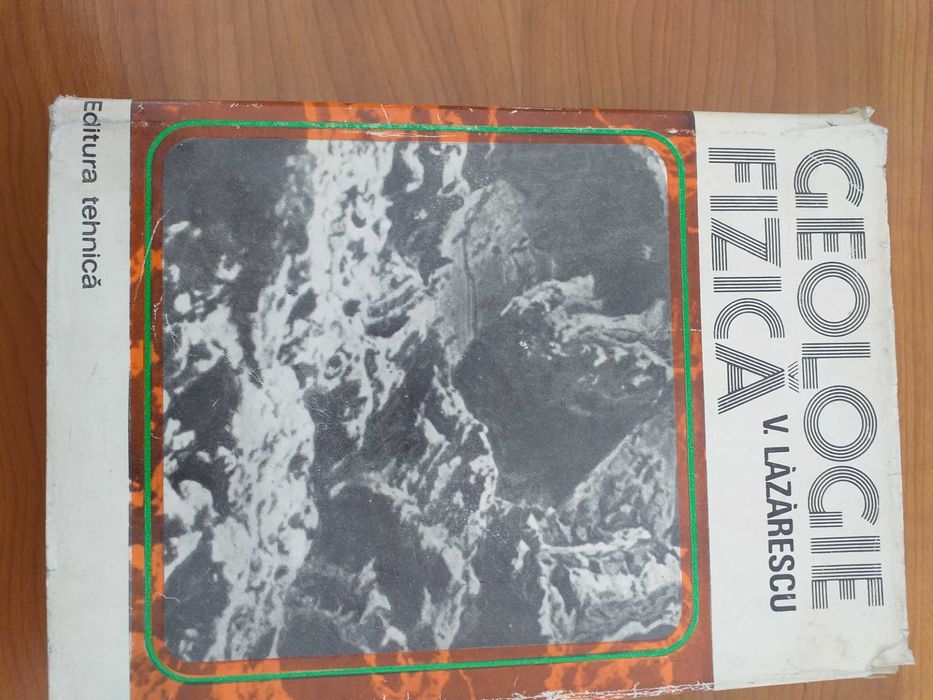 GEOLOGIE
FIZICĂ
V. LĂZĂRESCU
Editura tehnică